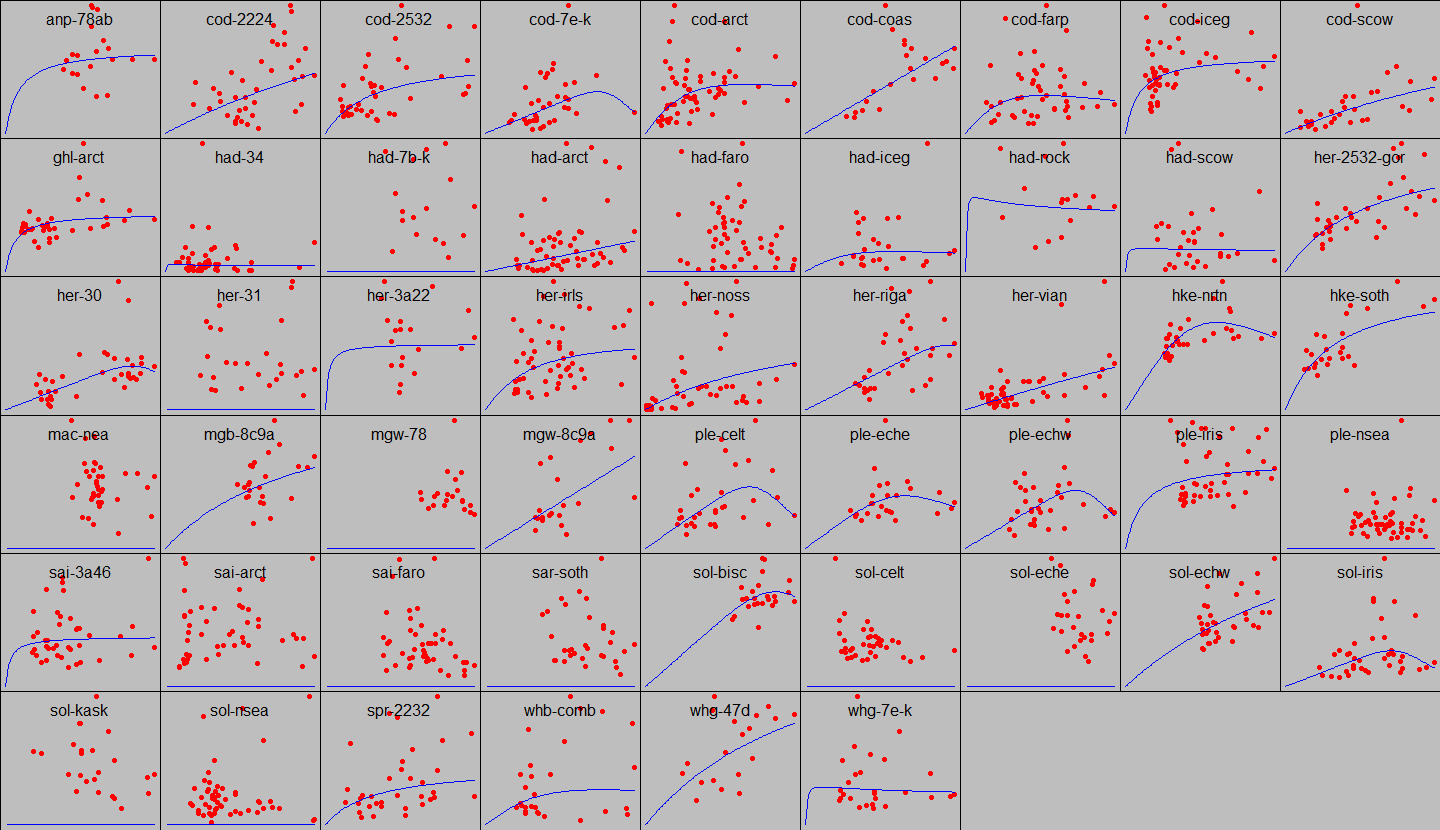 anp-78ab
cod-2224
cod-2532
cod-7e-k
cod-arct
cod-coas
cod-farp
cod-iceg
cod-scow
ghl-arct
had-34
had-7b-k
had-arct
had-faro
had-iceg
had-rock
had-scow
her-2532-gor
her-30
her-31
her-3a22
her-irls
her-noss
her-riga
her-vian
hke-nrtn
hke-soth
mac-nea
mgb-8c9a
mgw-78
mgw-8c9a
ple-celt
ple-eche
ple-echw
ple-iris
ple-nsea
sai-3a46
sai-arct
sai-faro
sar-soth
sol-bisc
sol-celt
sol-eche
sol-echw
sol-iris
sol-kask
sol-nsea
spr-2232
whb-comb
whg-47d
whg-7e-k